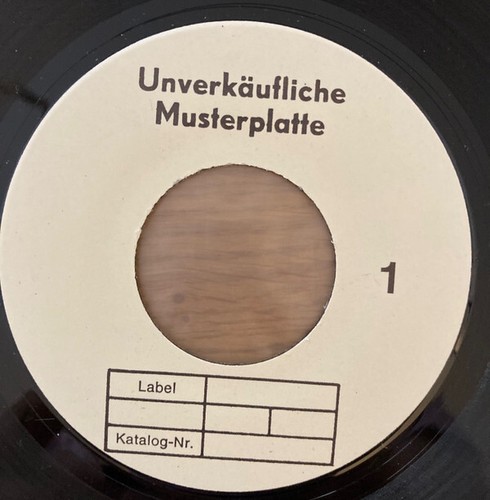 Unverkäufliche
Musterplatte
1
Label
Katalog-Nr.